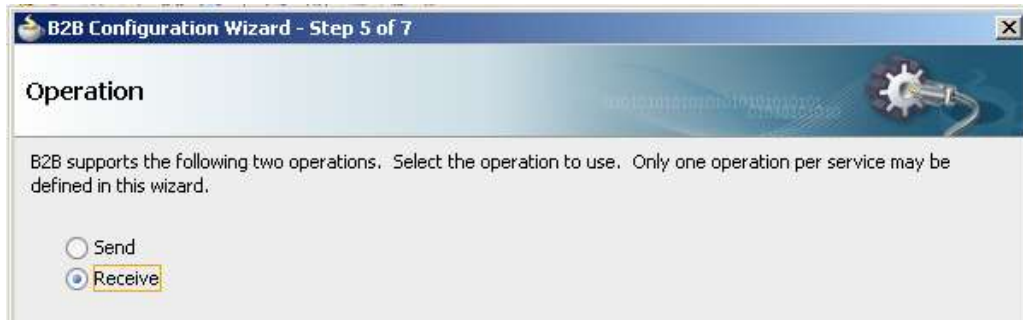 B2B Configuration Wizard - Step 5 of 7
Operation
B2B supports the following two operations. Select the operation to use. Only one operation per service may be
defined in this wizard.
Send
Receive